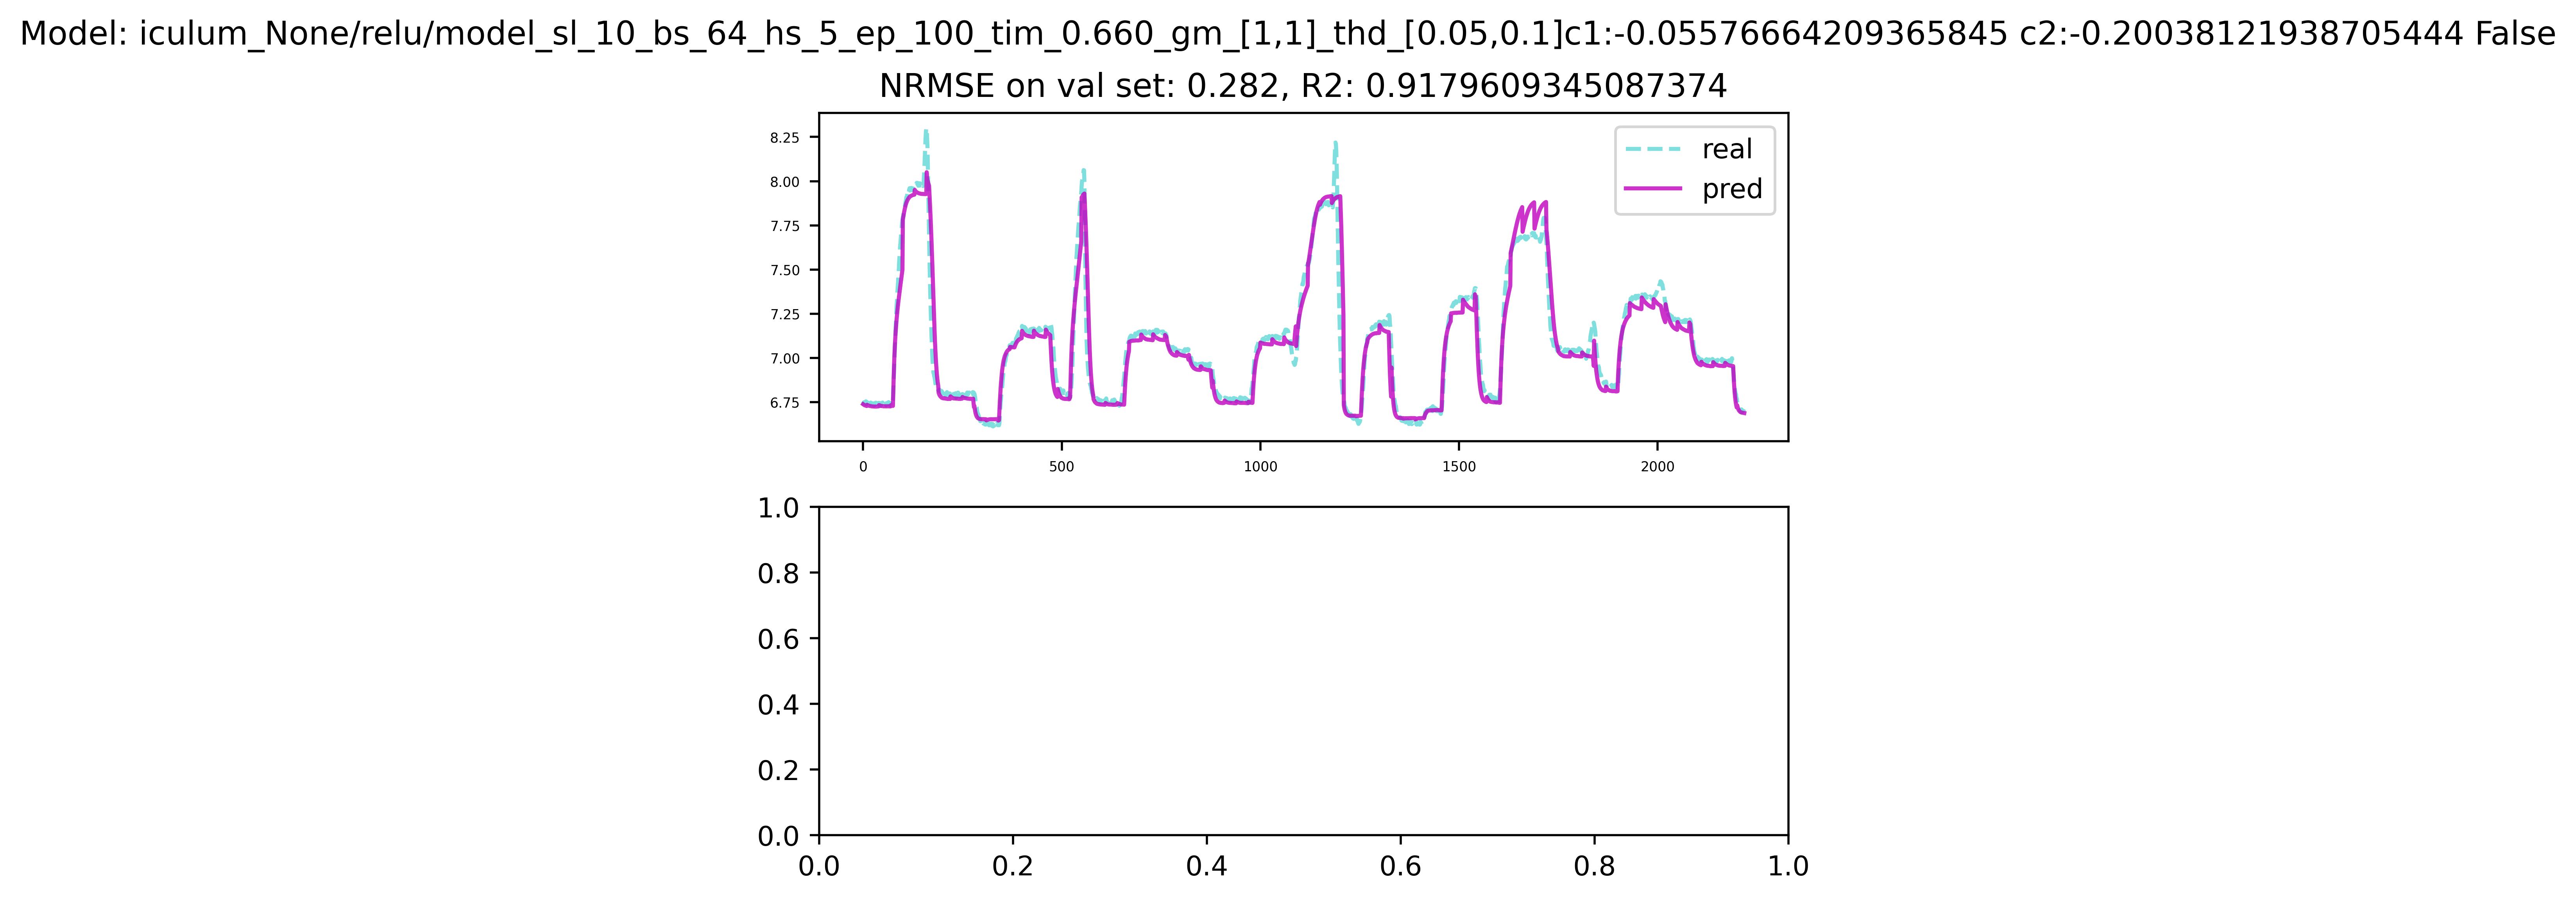 Model: iculum_None/relu/model_sl_10_bs_64_hs_5_ep_100_tim_0.660_gm_[1,1]_thd_[0.05,0.1]c1:-0.05576664209365845 c2:-0.20038121938705444 False
NRMSE on val set: 0.282, R2: 0.9179609345087374
8.25
8.00
7.75
7.50
7.25
7.00
6.75
real
pred
0 500 1000 1500 2000
1.0
0.8
0.6
0.4
0.2
0.0
0.0 0.2 0.4 0.6 0.8 1.0